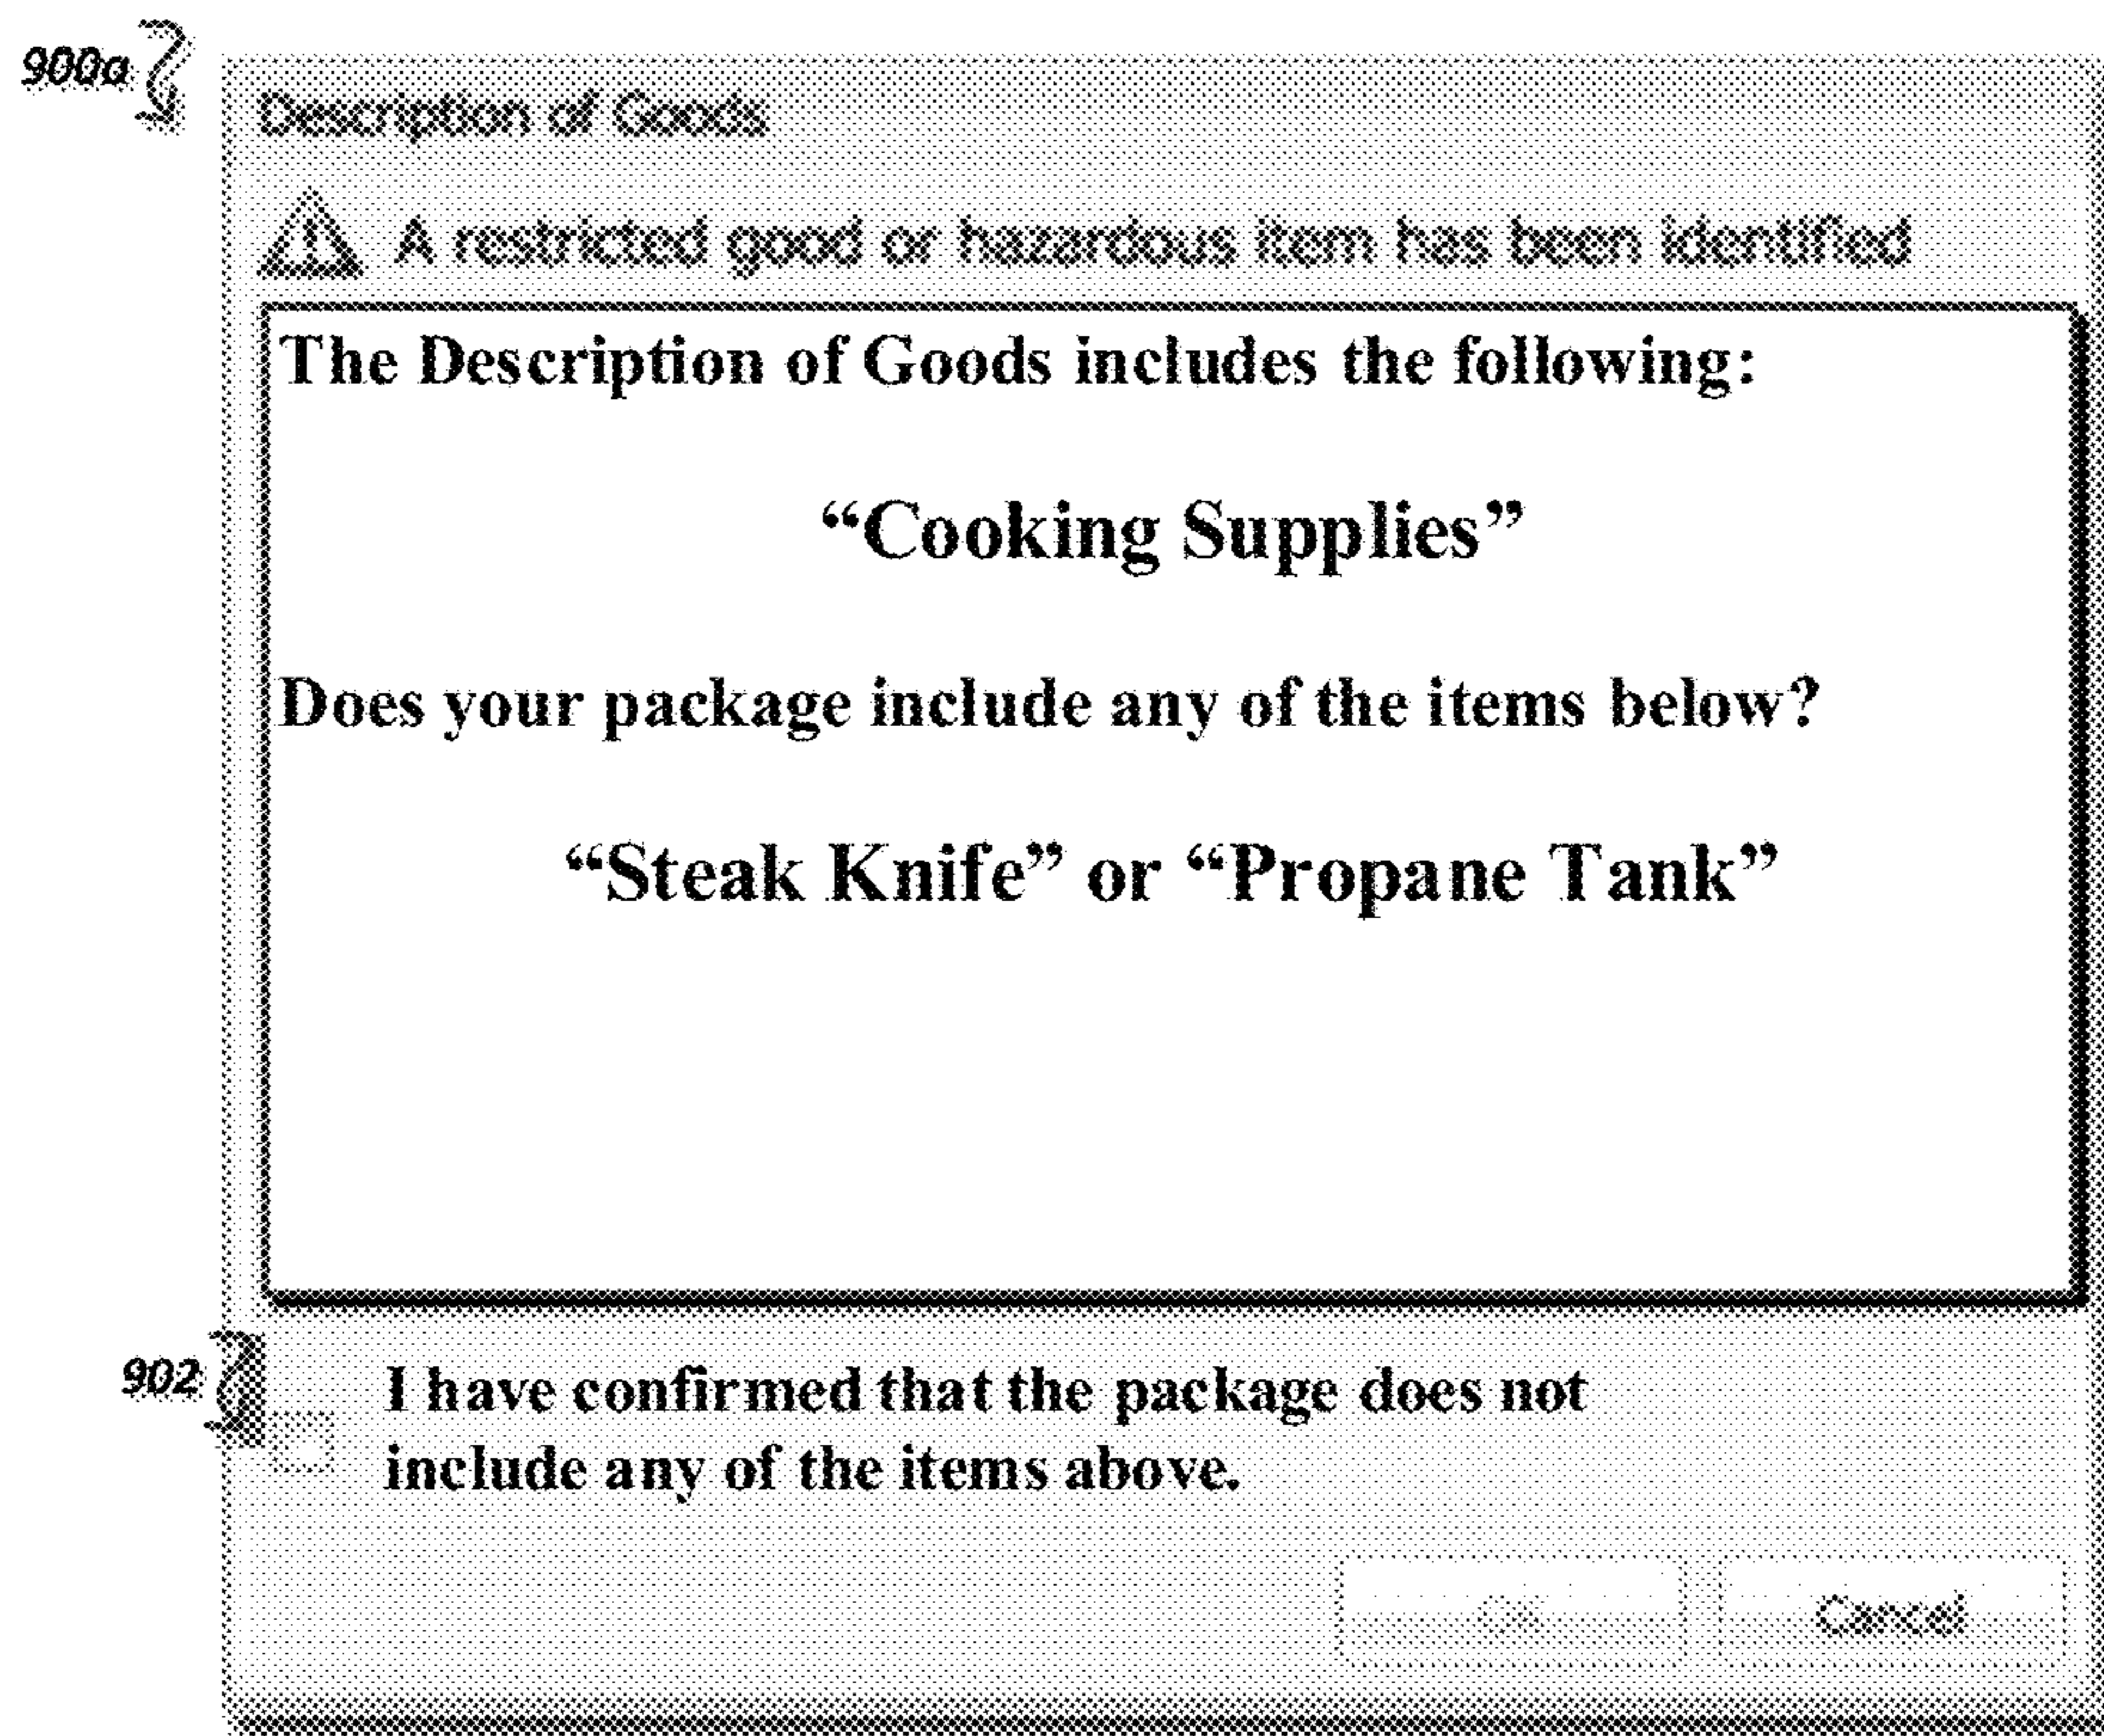 900a
Description of Goods
A restricted good or hazardous item has been identified
The Description of Goods includes the following:
“Cooking Supplies”
Does your package include any of the items below?
“Steak Knife” or “Propane Tank”
902
I have confirmed that the package does not
include any of the items above.
OK Cancel